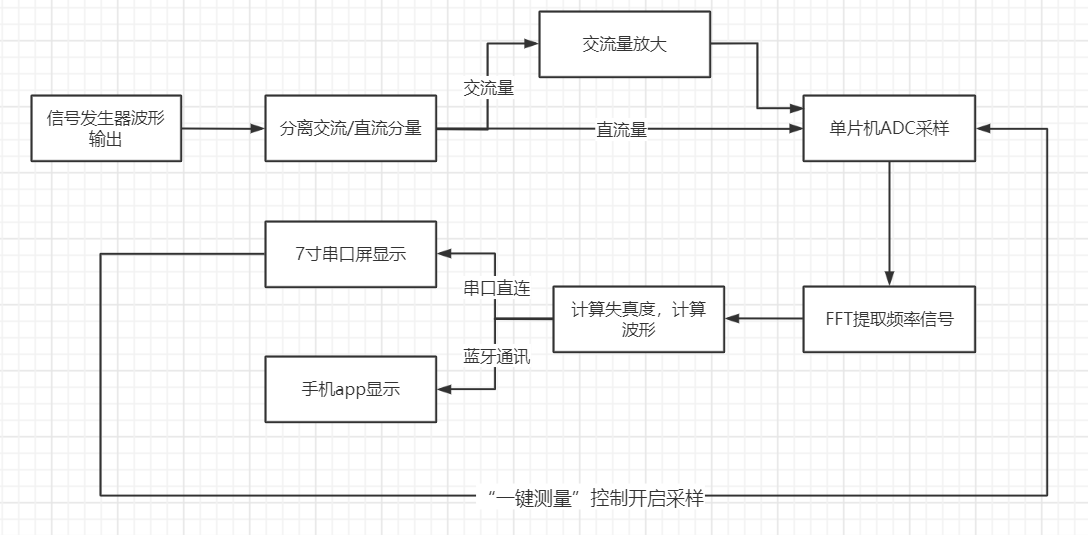 交流量放大
交流量
信号发生器波形
输出
分离交流/直流分量
直流量
单片机ADC采样
7寸串口屏显示
串口直连
计算失真度，计算
波形
FFT提取频率信号
蓝牙通讯
手机app显示
“一键测量”控制开启采样